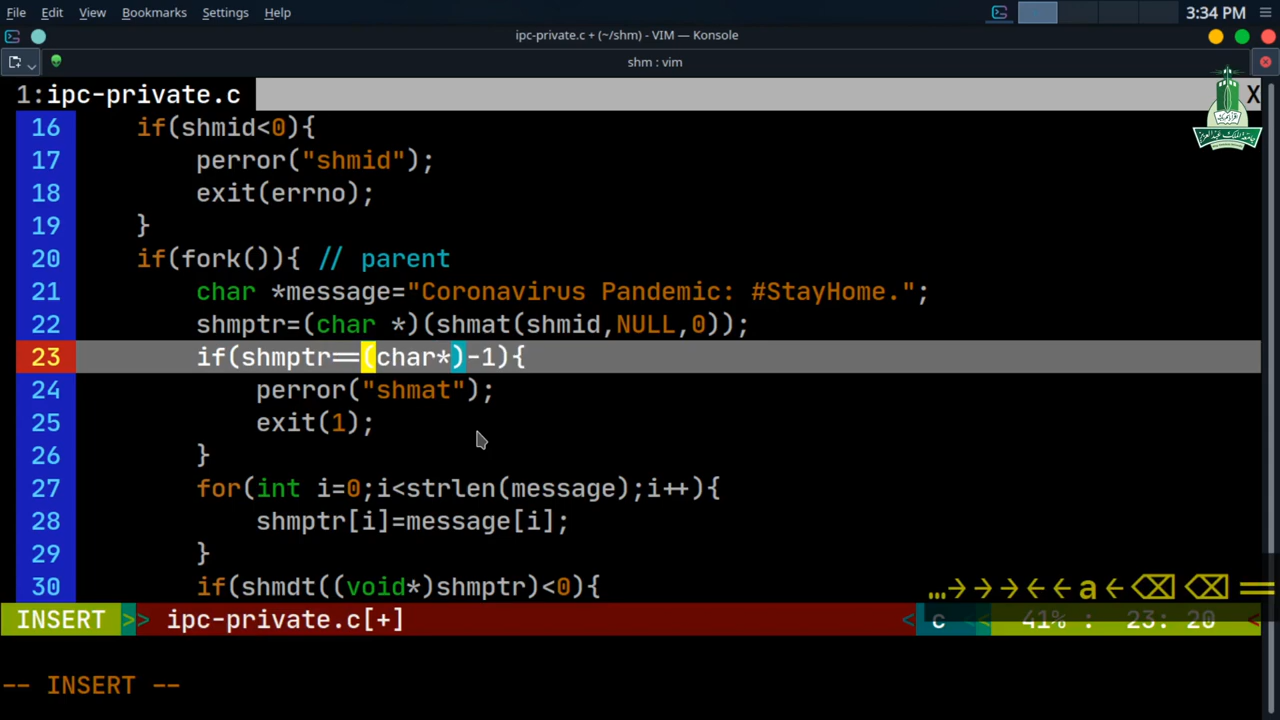 File Edit View Bookmarks Settings Help 3:34 PM
ipc-private.c + (~/shm) - VIM — Konsole
shm : vim
1:ipc-private.c X
16 if(shmid<0){
17 perror("shmid");
18 exit(errno);
19 }
20 if(fork()){ // parent
21 char *message="Coronavirus Pandemic: #StayHome.";
22 shmptr=(char *)(shmat(shmid,NULL,0));
23 if(shmptr==(char*)-1){
24 perror("shmat");
25 exit(1);
26 }
27 for(int i=0;i<strlen(message);i++){
28 shmptr[i]=message[i];
29 }
30 if(shmdt((void*)shmptr)<0){
…→→→←←a←⌫⌫==
INSERT >> ipc-private.c[+] < c < 41% : 23: 20 <
-- INSERT --